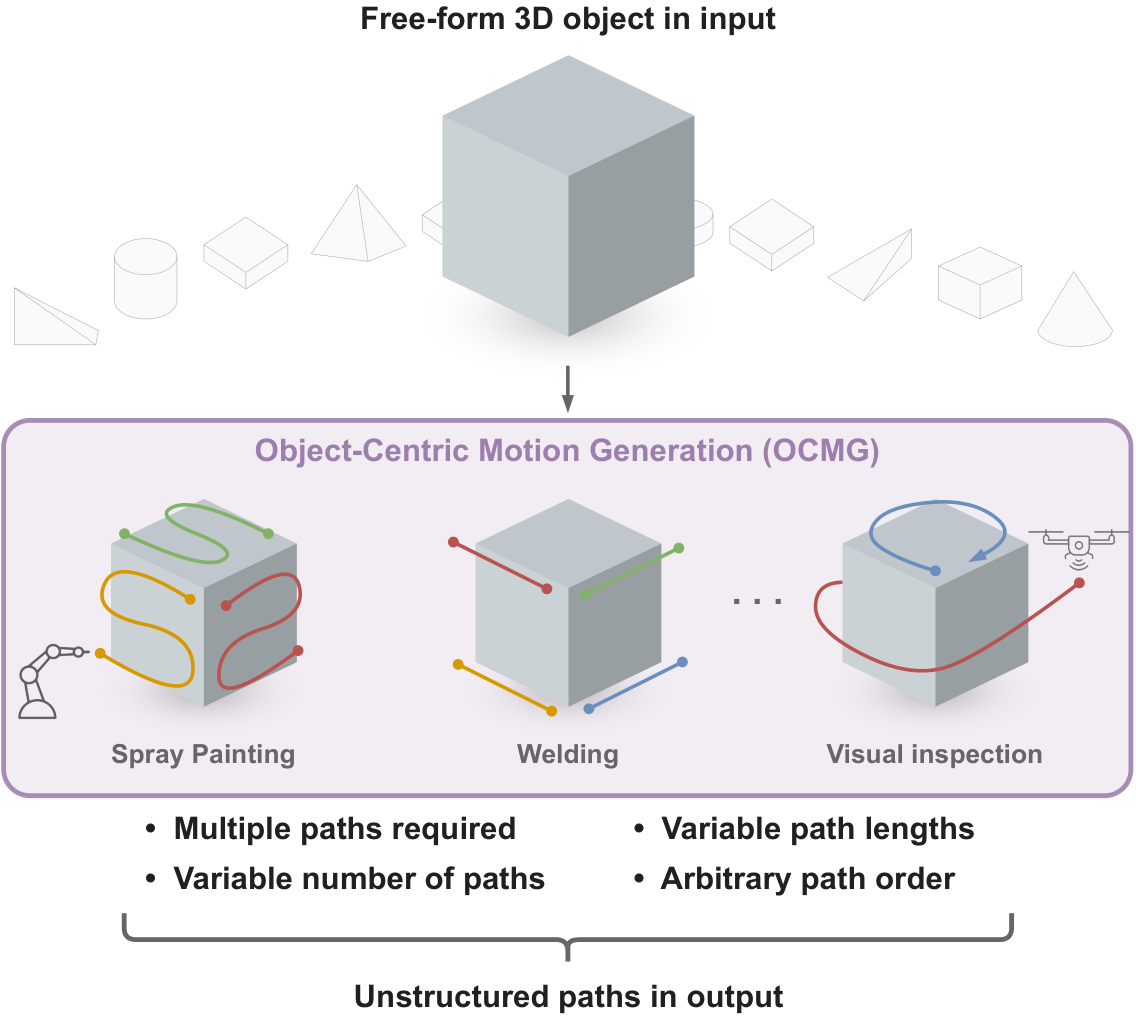 Free-form 3D object in input
Object-Centric Motion Generation (OCMG)
. . .
Spray Painting
Welding
Visual inspection
• Multiple paths required
• Variable path lengths
• Variable number of paths
• Arbitrary path order
Unstructured paths in output